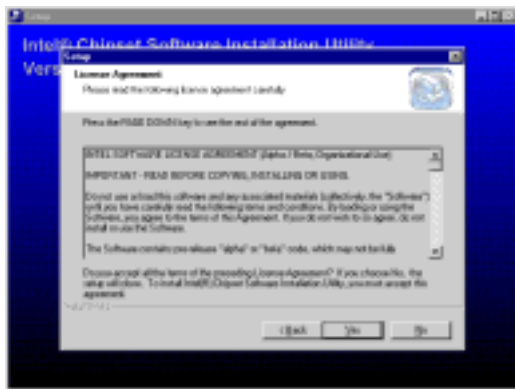 Setup
Intel® Chipset Software Installation Utility
Vers
Setup
License Agreement
Please read the following license agreement carefully.
Press the PAGE DOWN key to see the rest of the agreement.
INTEL SOFTWARE LICENSE AGREEMENT (Alpha / Beta, Organizational Use)
IMPORTANT - READ BEFORE COPYING, INSTALLING OR USING.
Do not use or load this software and any associated materials (collectively, the "Software")
until you have carefully read the following terms and conditions. By loading or using the
Software, you agree to the terms of this Agreement. If you do not wish to so agree, do not
install or use the Software.
The Software contains pre-release "alpha" or "beta" code, which may not be fully
Do you accept all the terms of the preceding License Agreement? If you choose No, the
setup will close. To install Intel(R) Chipset Software Installation Utility, you must accept this
agreement.
< Back
Yes
No